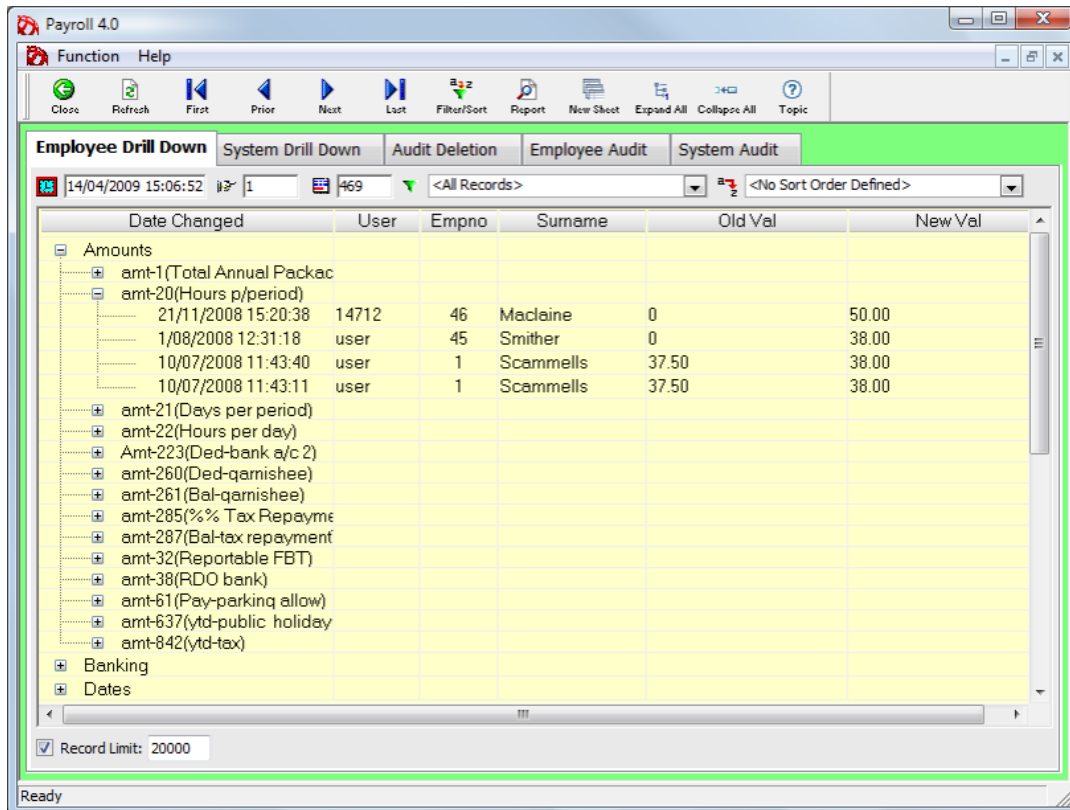 Payroll 4.0
Function Help
Close Refresh First Prior Next Last Filter/Sort Report New Sheet Expand All Collapse All Topic
Employee Drill Down System Drill Down Audit Deletion Employee Audit System Audit
14/04/2009 15:06:52 1 469 <All Records> <No Sort Order Defined>
Date Changed User Empno Surname Old Val New Val
Amounts
amt-1(Total Annual Packac
amt-20(Hours p/period)
21/11/2008 15:20:38 14712 46 Maclaine 0 50.00
1/08/2008 12:31:18 user 45 Smither 0 38.00
10/07/2008 11:43:40 user 1 Scammells 37.50 38.00
10/07/2008 11:43:11 user 1 Scammells 37.50 38.00
amt-21(Days per period)
amt-22(Hours per day)
Amt-223(Ded-bank a/c 2)
amt-260(Ded-garnishee)
amt-261(Bal-garnishee)
amt-285(%% Tax Repayme
amt-287(Bal-tax repayment
amt-32(Reportable FBT)
amt-38(RDO bank)
amt-61(Pay-parking allow)
amt-637(ytd-public holiday
amt-842(ytd-tax)
Banking
Dates
Record Limit: 20000
Ready